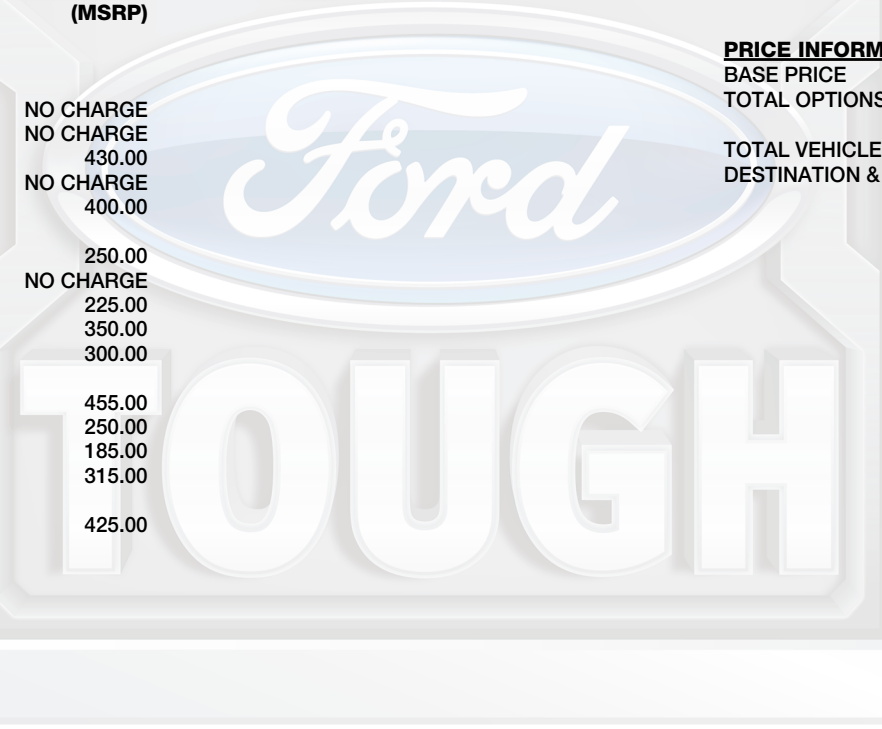 (MSRP)
NO CHARGE
NO CHARGE
430.00
NO CHARGE
400.00
250.00
NO CHARGE
225.00
350.00
300.00
455.00
250.00
185.00
315.00
425.00
PRICE INFORM
BASE PRICE
TOTAL OPTIONS
TOTAL VEHICLE
DESTINATION &
Ford
TOUGH